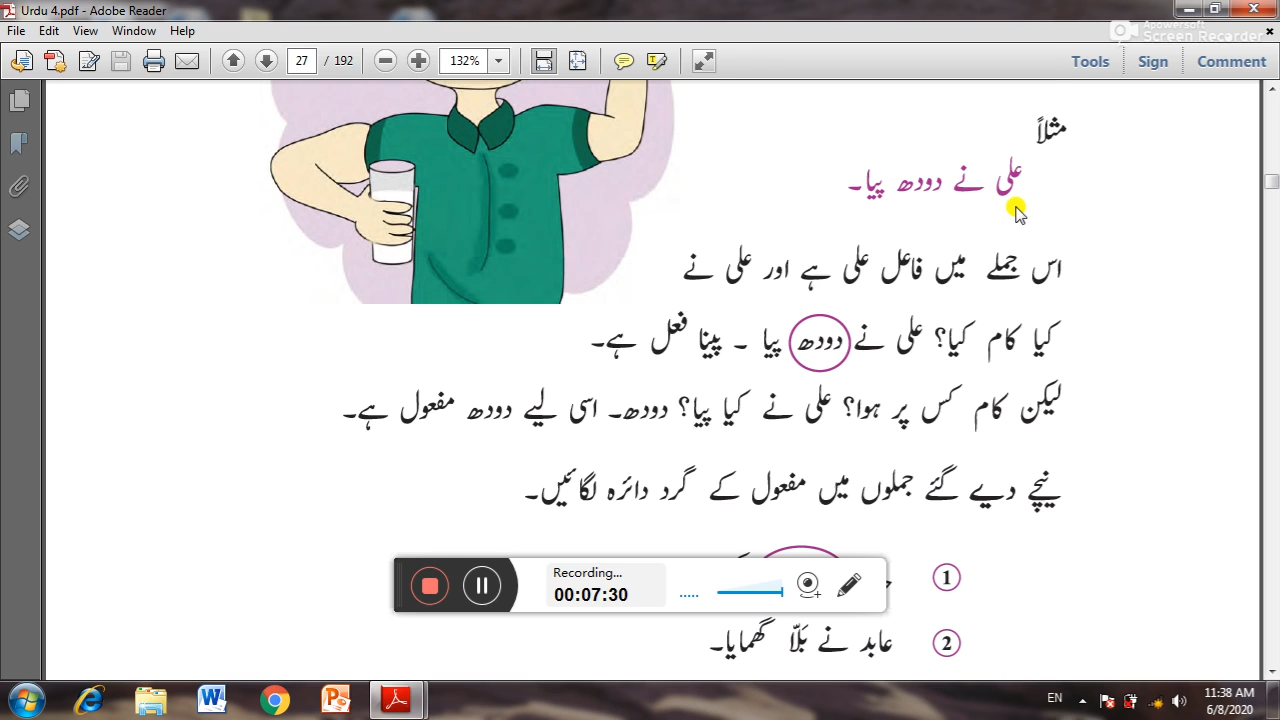 Urdu 4.pdf - Adobe Reader
Apowersoft
Screen Recorder
File Edit View Window Help
27 / 192 132% Tools Sign Comment
مثلاً
علی نے دودھ پیا۔
اس جملے میں فاعل علی ہے اور علی نے
کیا کام کیا؟ علی نے دودھ پیا ۔ پینا فعل ہے۔
لیکن کام کس پر ہوا؟ علی نے کیا پیا؟ دودھ۔ اسی لیے دودھ مفعول ہے۔
نیچے دیے گئے جملوں میں مفعول کے گرد دائرہ لگائیں۔
1
Recording...
00:07:30
2 عابد نے بَلّا گھمایا۔
EN 11:38 AM
6/8/2020